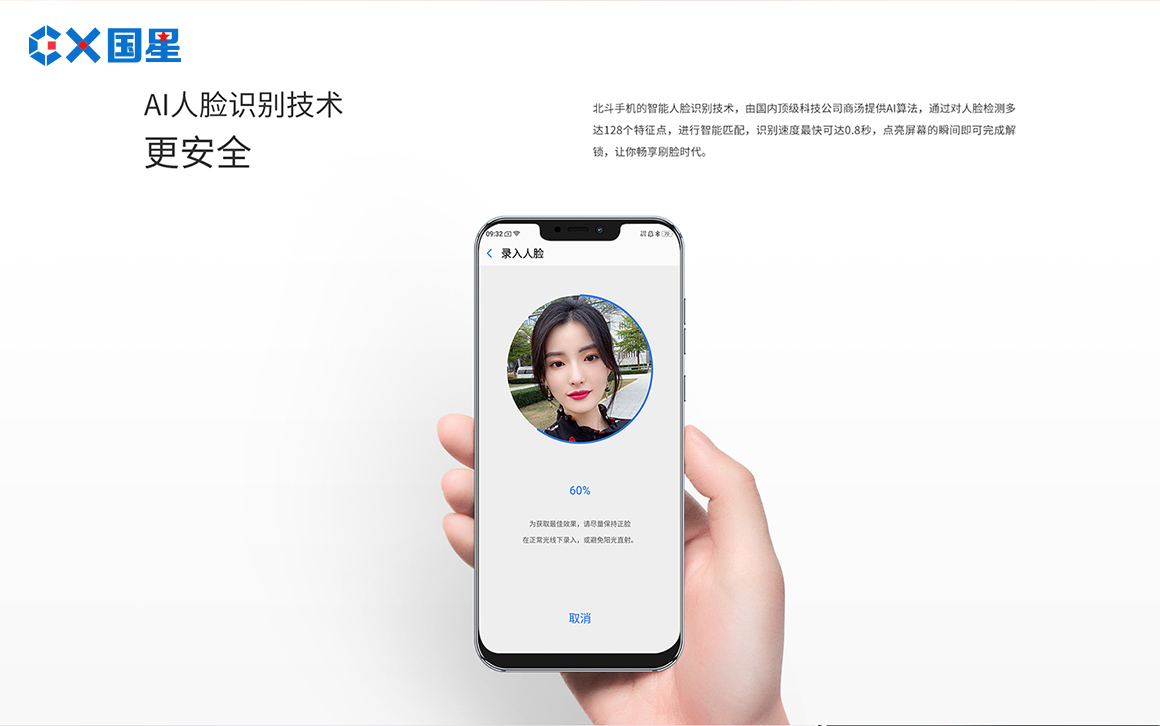 CX国星
AI人脸识别技术
更安全
北斗手机的智能人脸识别技术，由国内顶级科技公司商汤提供AI算法，通过对人脸检测多
达128个特征点，进行智能匹配，识别速度最快可达0.8秒，点亮屏幕的瞬间即可完成解
锁，让你畅享刷脸时代。
09:32
录入人脸
60%
为获取最佳效果，请尽量保持正脸
在正常光线下录入，或避免阳光直射。
取消